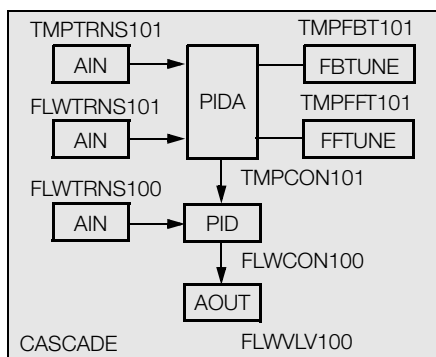 TMPTRNS101
TMPFBT101
AIN
FBTUNE
PIDA
FLWTRNS101
TMPFFT101
AIN
FFTUNE
TMPCON101
FLWTRNS100
AIN
PID
FLWCON100
AOUT
CASCADE
FLWVLV100